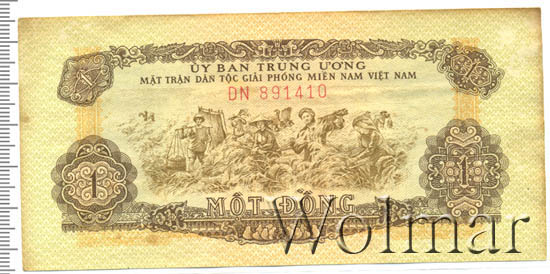 ỦY BAN TRUNG ƯƠNG
MẶT TRẬN DÂN TỘC GIẢI PHÓNG MIỀN NAM VIỆT NAM
DN 891410
1 1
MỘT ĐỒNG
Wolmar